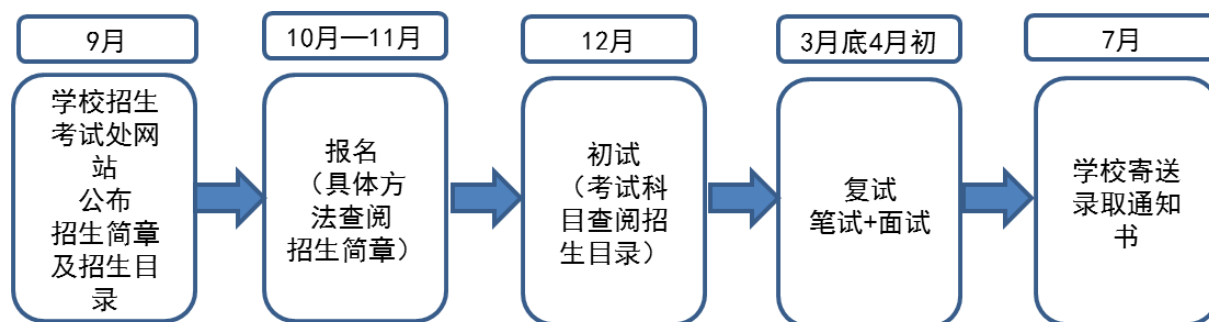 9月
学校招生
考试处网
站
公布
招生简章
及招生目
录
10月—11月
报名
（具体方
法查阅
招生简章）
12月
初试
（考试科
目查阅招
生目录）
3月底4月初
复试
笔试+面试
7月
学校寄送
录取通知
书